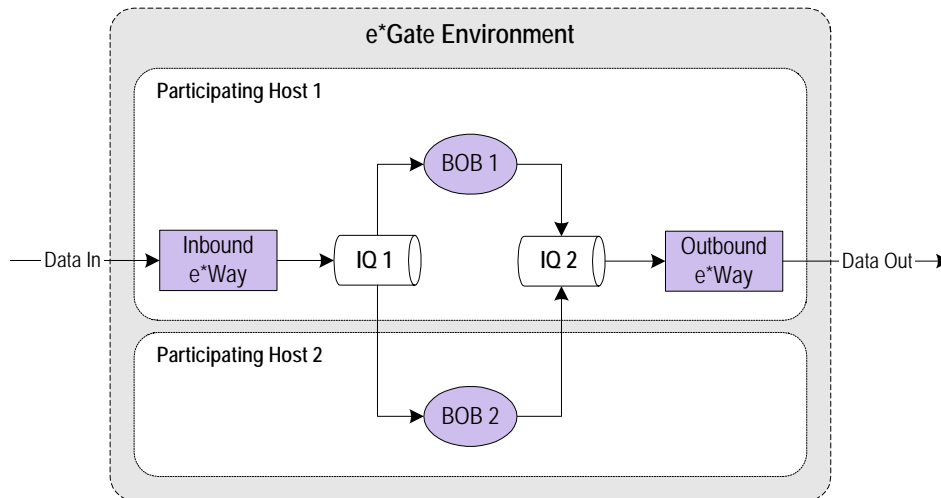 e*Gate Environment
Participating Host 1
BOB 1
Data In
Inbound
e*Way
IQ 1
IQ 2
Outbound
e*Way
Data Out
Participating Host 2
BOB 2